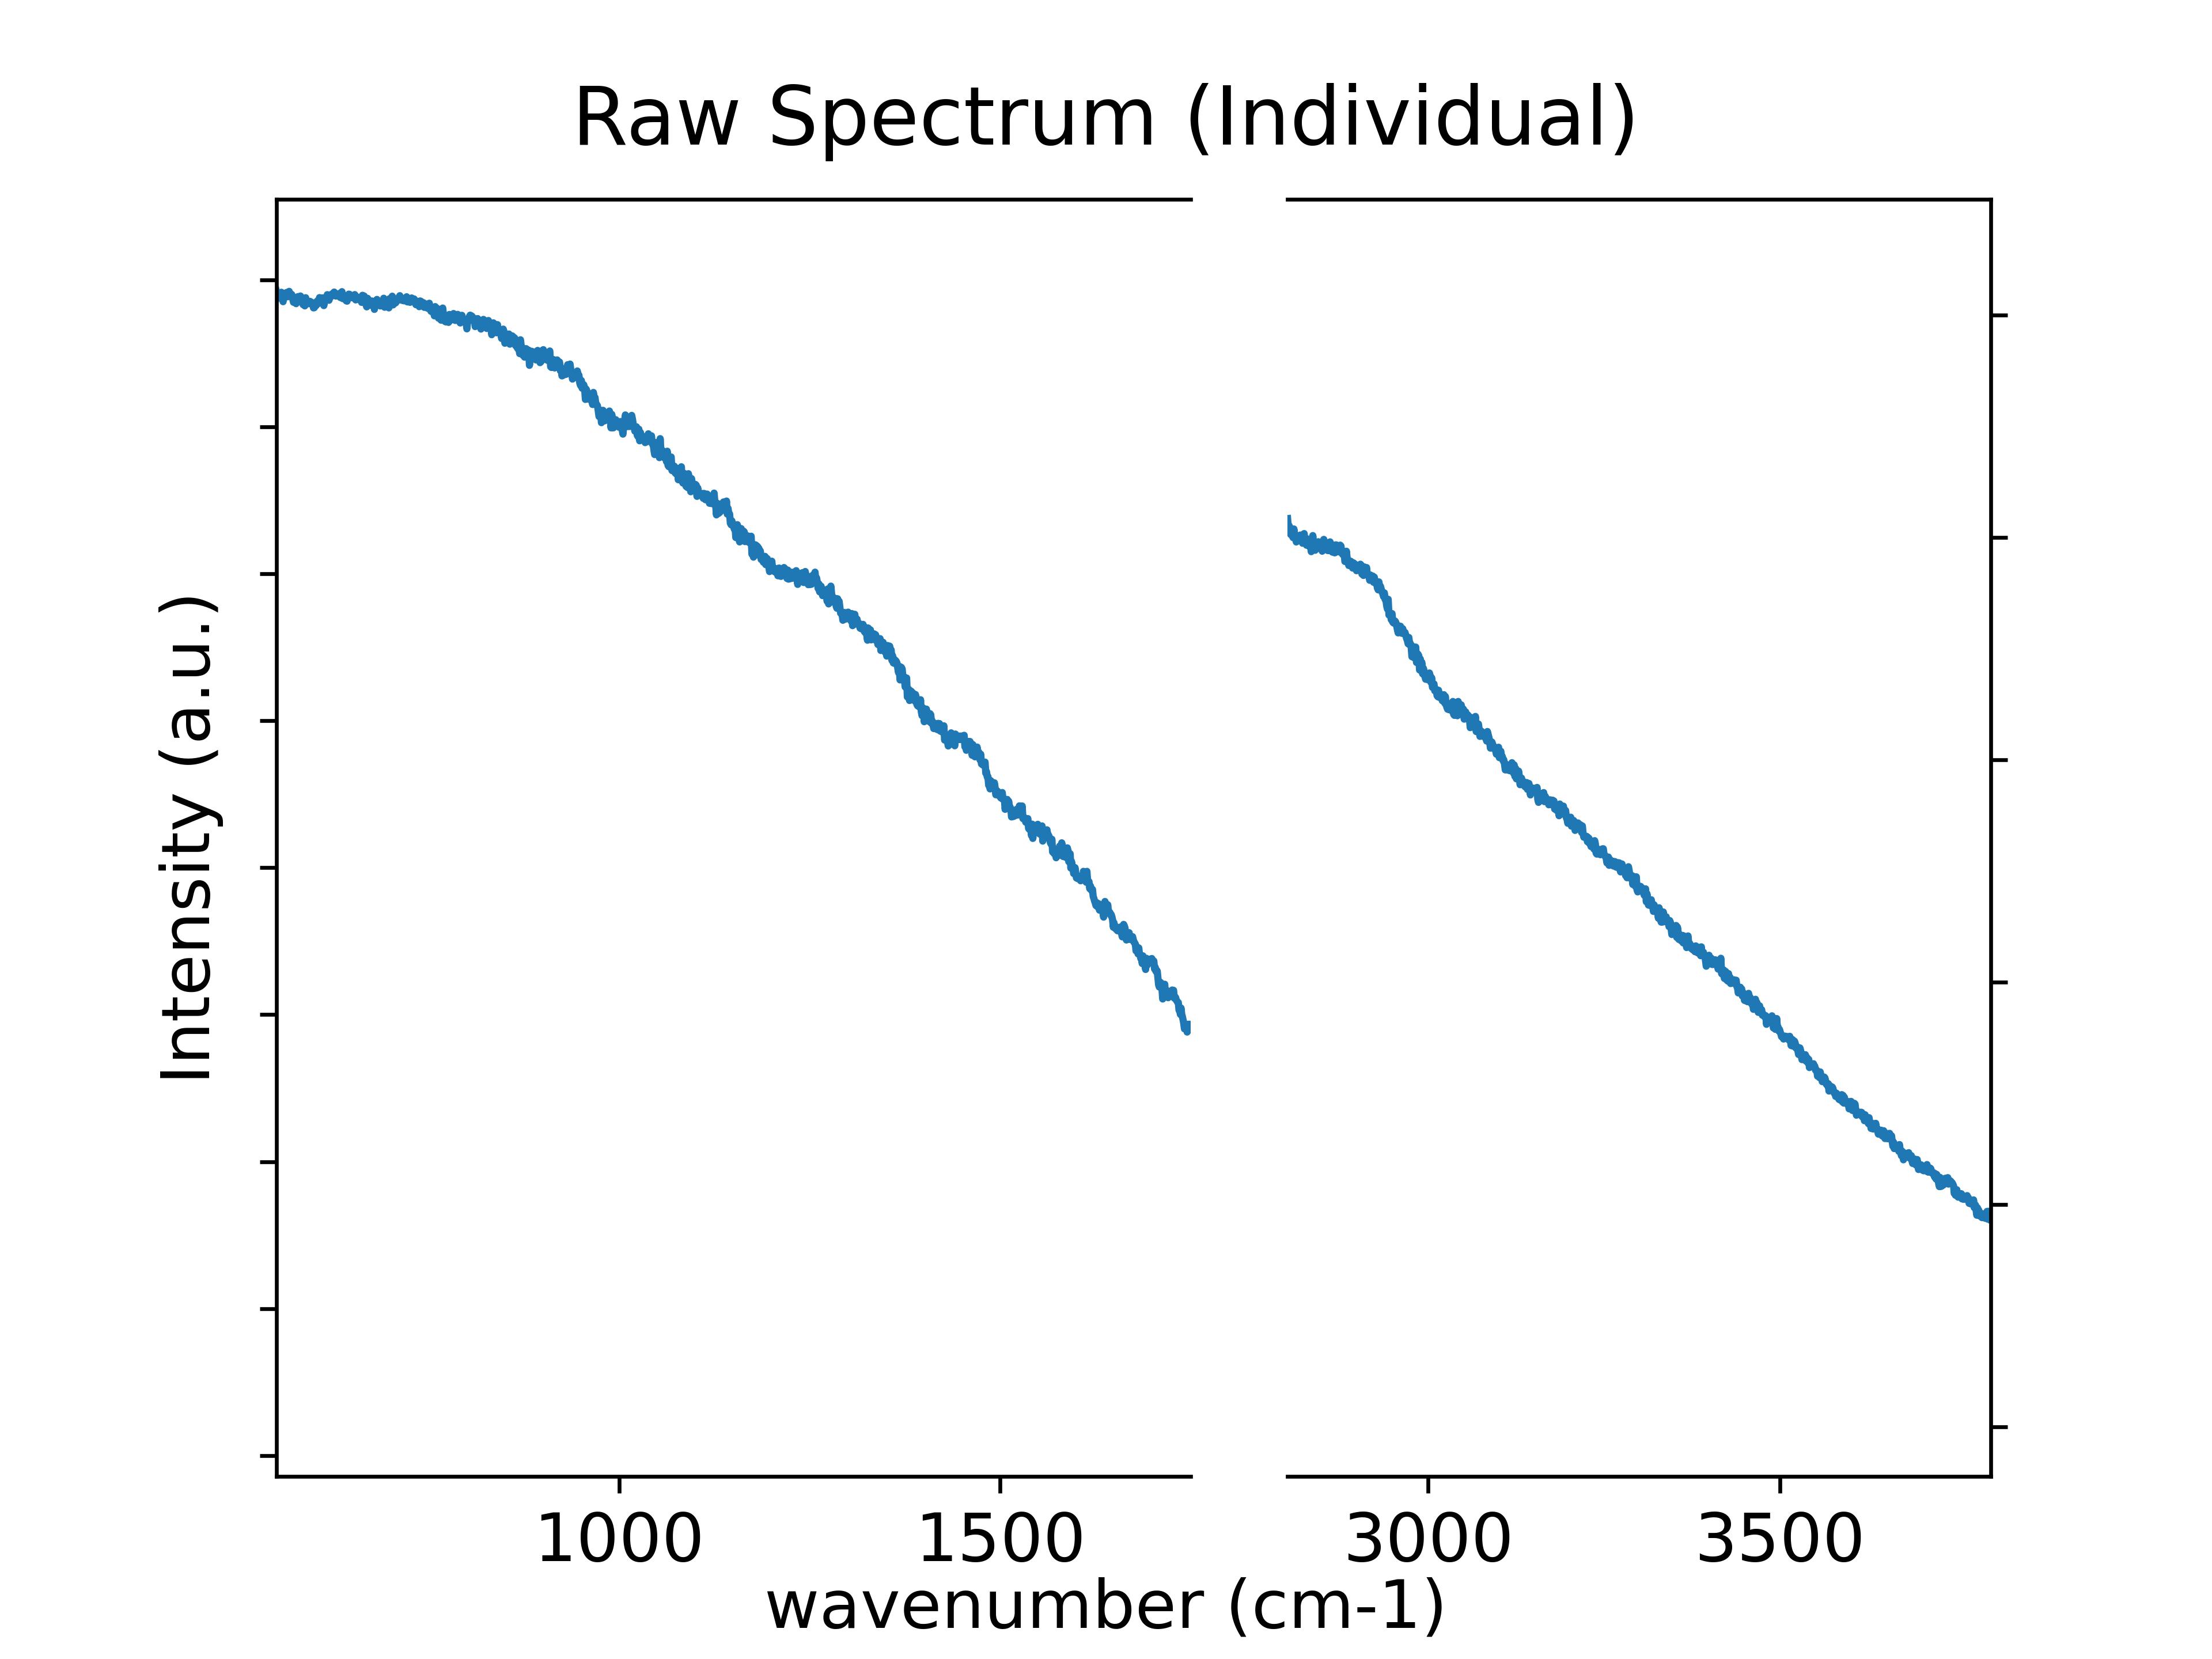 Raw Spectrum (Individual)
Intensity (a.u.)
1000 1500 3000 3500
wavenumber (cm-1)